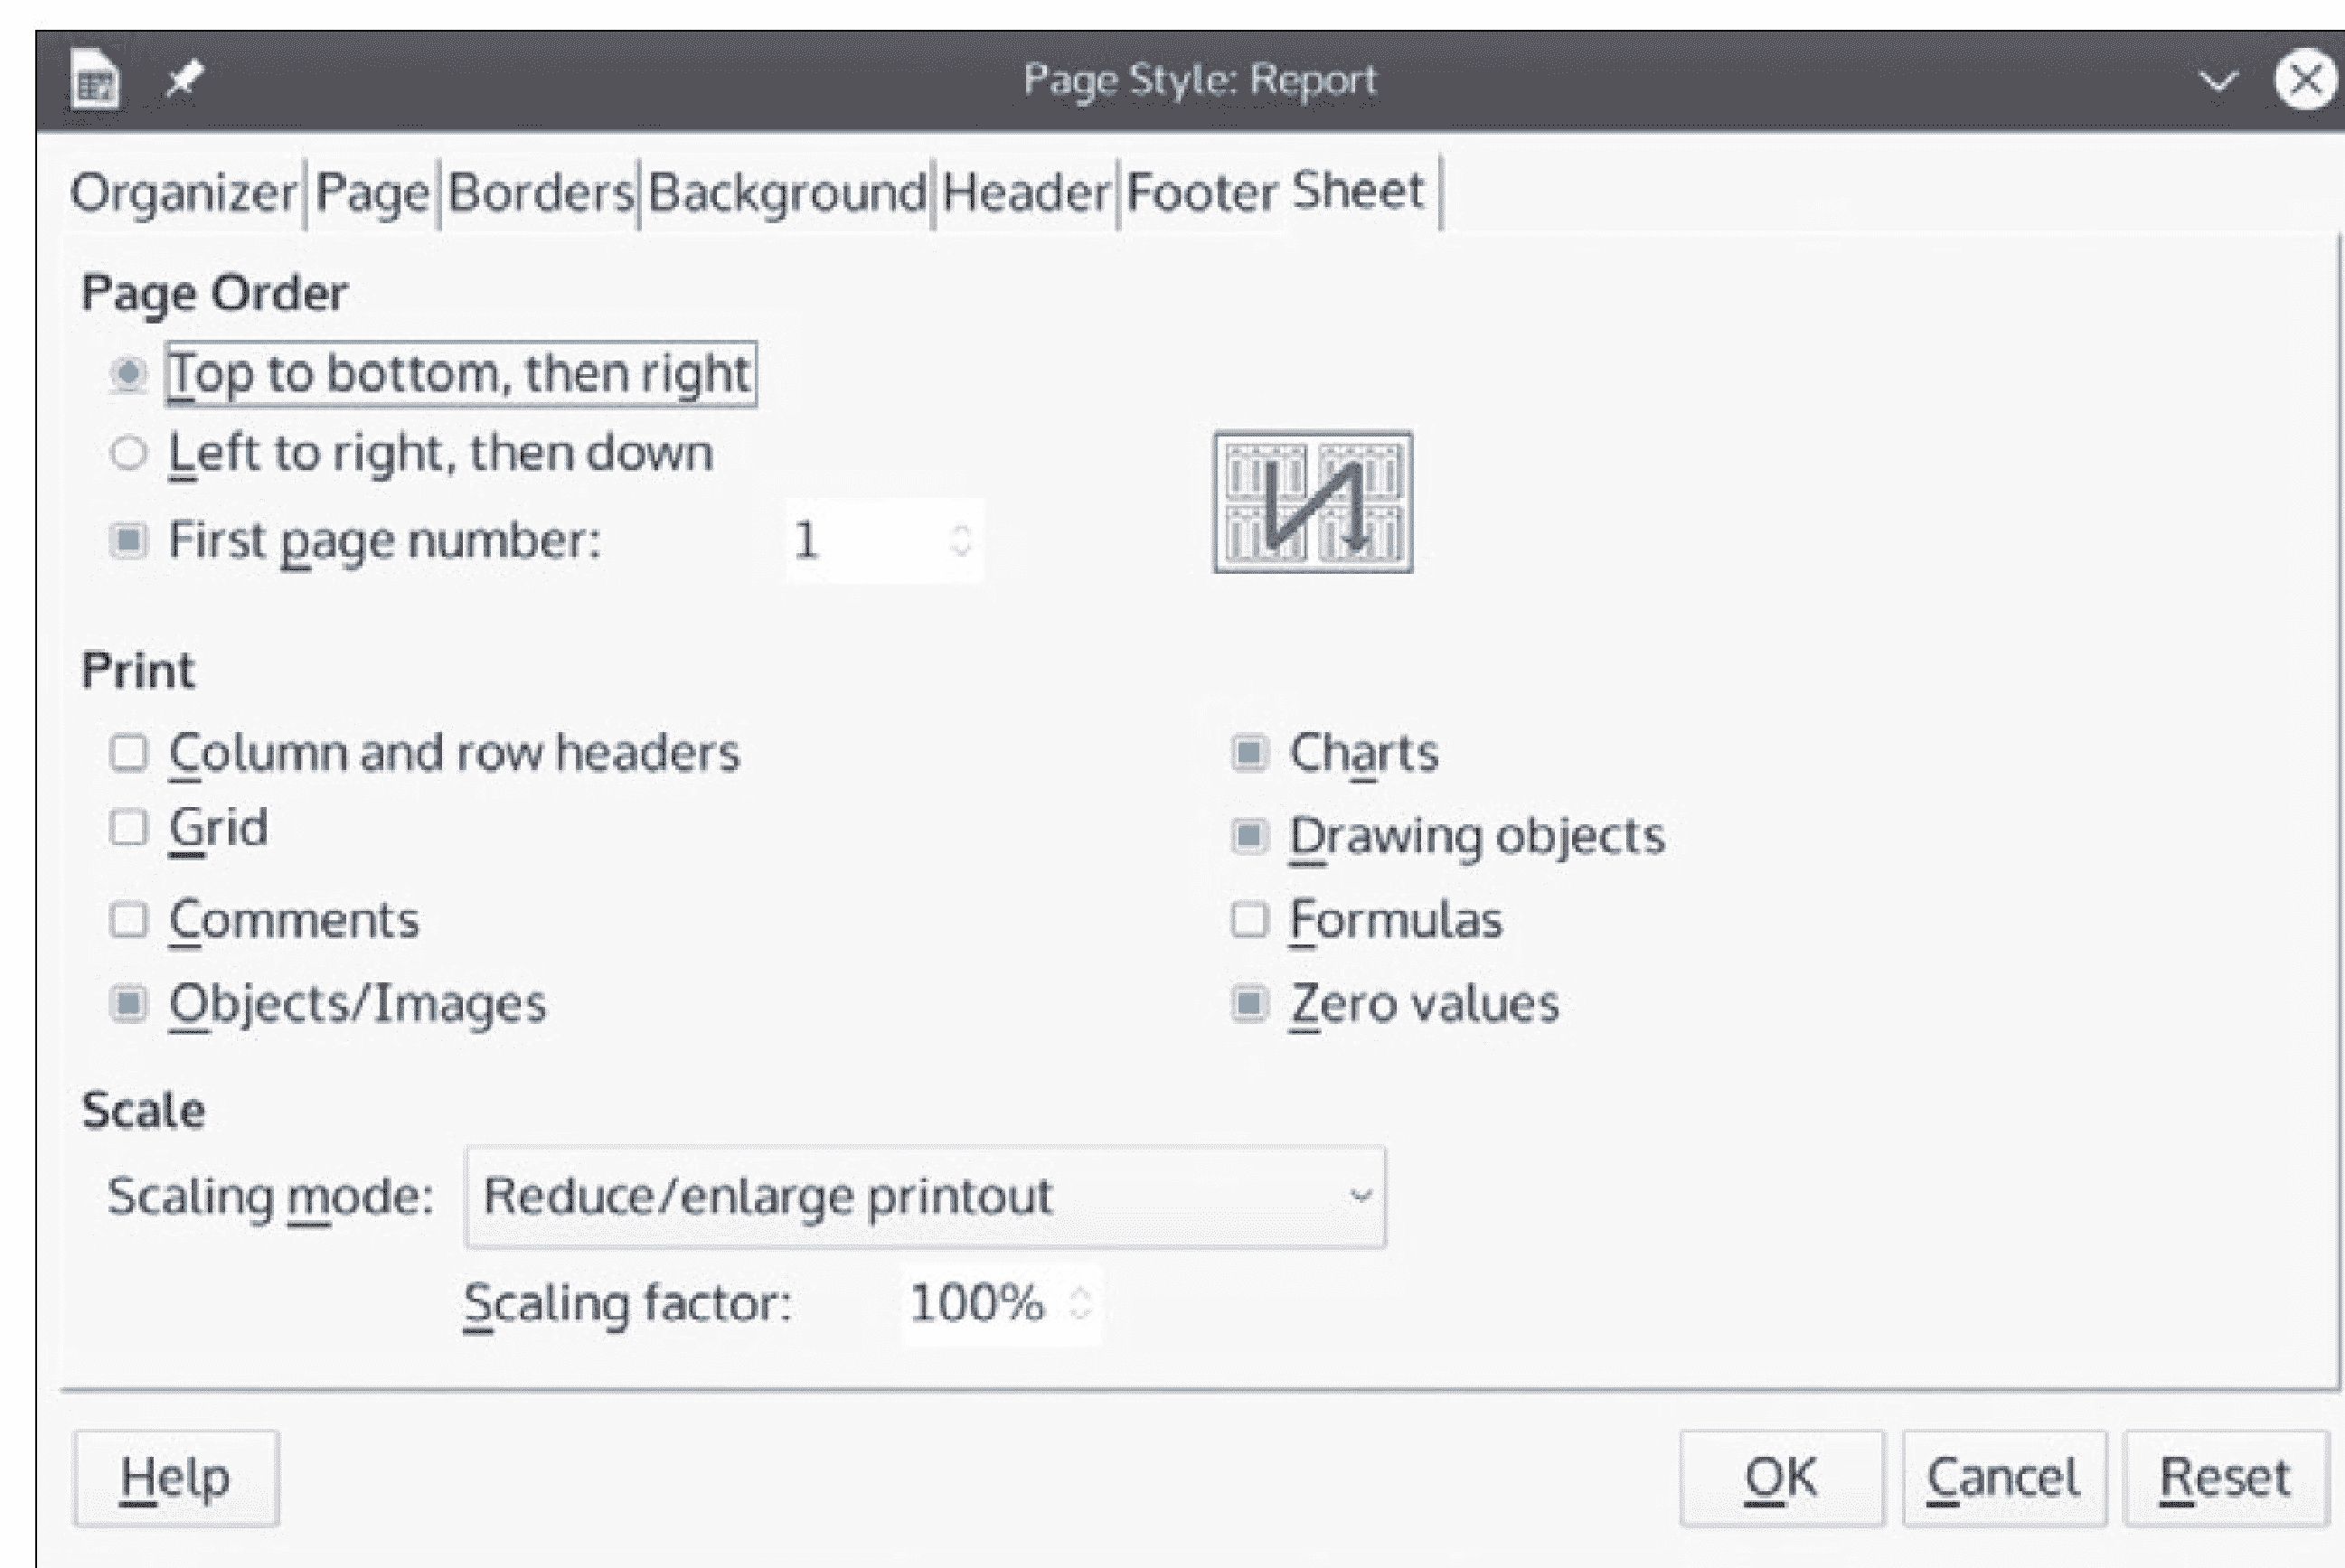 Page Style: Report
Organizer Page Borders Background Header Footer Sheet
Page Order
Top to bottom, then right
Left to right, then down
First page number: 1
Print
Column and row headers
Grid
Comments
Objects/Images
Charts
Drawing objects
Formulas
Zero values
Scale
Scaling mode: Reduce/enlarge printout
Scaling factor: 100%
Help OK Cancel Reset